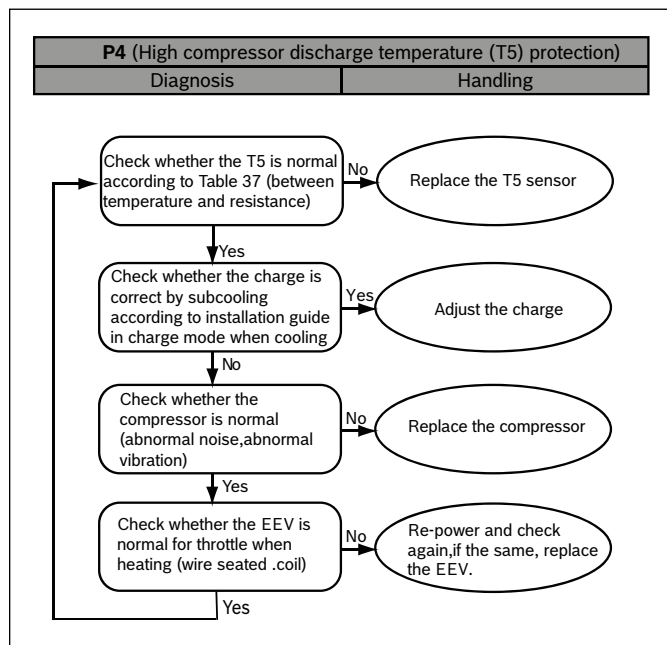 P4 (High compressor discharge temperature (T5) protection)
Diagnosis
Handling
Check whether the T5 is normal
according to Table 37 (between
temperature and resistance)
No
Replace the T5 sensor
Yes
Check whether the charge is
correct by subcooling
according to installation guide
in charge mode when cooling
Yes
Adjust the charge
No
Check whether the
compressor is normal
(abnormal noise,abnormal
vibration)
No
Replace the compressor
Yes
Check whether the EEV is
normal for throttle when
heating (wire seated .coil)
No
Re-power and check
again,if the same, replace
the EEV.
Yes